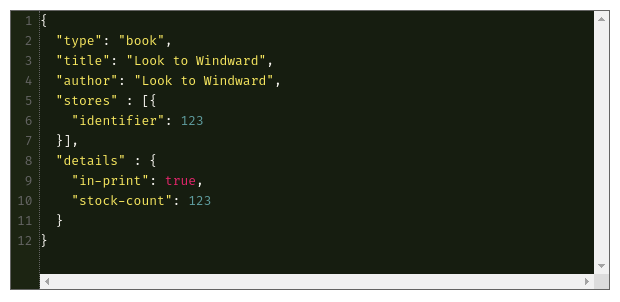 1 {
2   "type": "book",
3   "title": "Look to Windward",
4   "author": "Look to Windward",
5   "stores" : [{
6     "identifier": 123
7   }],
8   "details" : {
9     "in-print": true,
10     "stock-count": 123
11   }
12 }